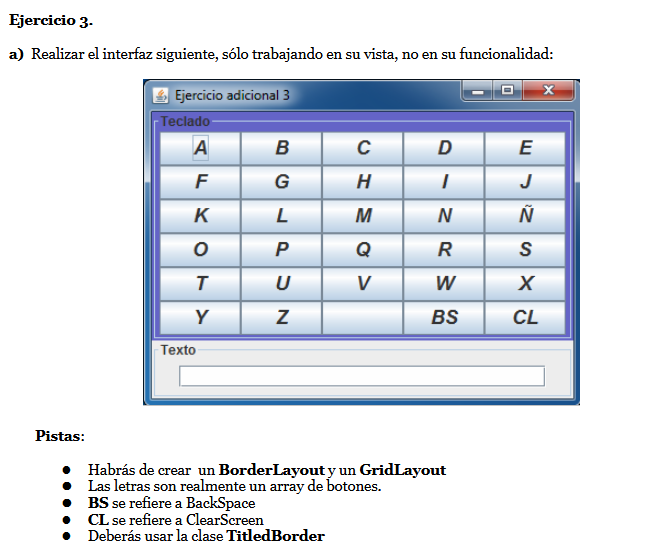 Ejercicio 3.
a) Realizar el interfaz siguiente, sólo trabajando en su vista, no en su funcionalidad:
Ejercicio adicional 3
Teclado
A B C D E
F G H I J
K L M N Ñ
O P Q R S
T U V W X
Y Z BS CL
Texto
Pistas:
● Habrás de crear un BorderLayout y un GridLayout
● Las letras son realmente un array de botones.
● BS se refiere a BackSpace
● CL se refiere a ClearScreen
● Deberás usar la clase TitledBorder